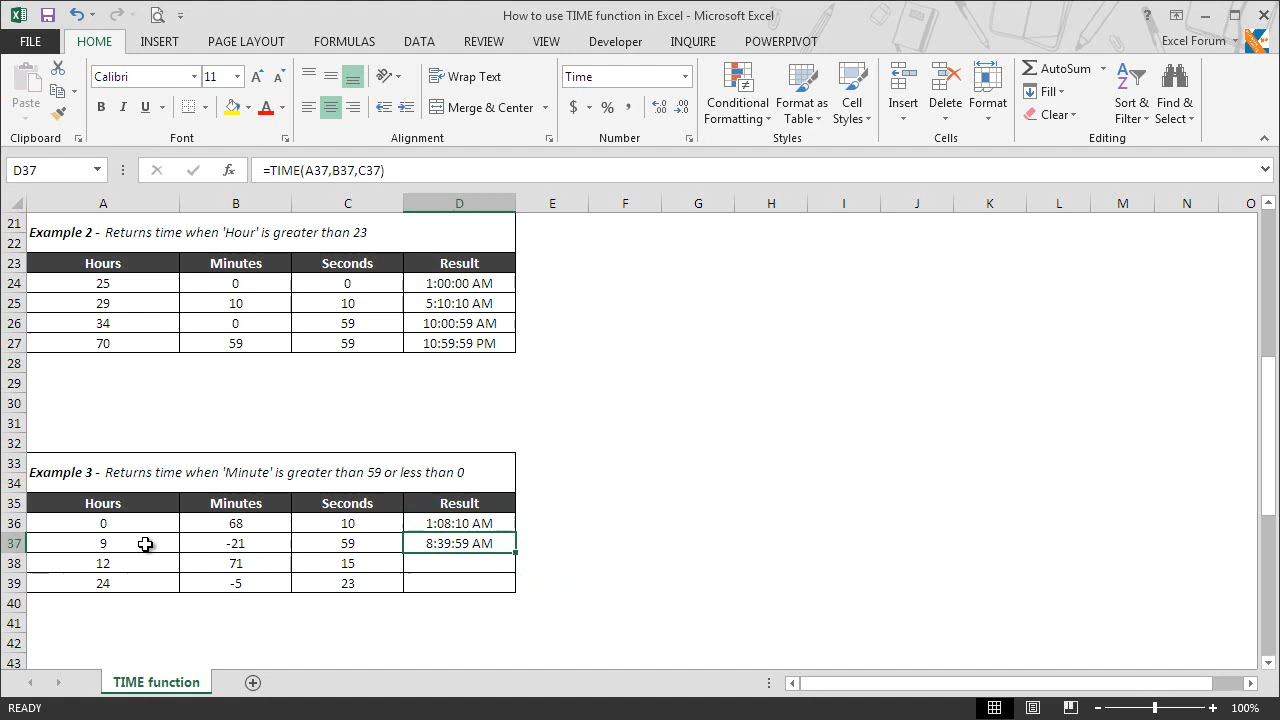 How to use TIME function in Excel - Microsoft Excel
?
FILE HOME INSERT PAGE LAYOUT FORMULAS DATA REVIEW VIEW Developer INQUIRE POWERPIVOT Excel Forum
Paste
Calibri 11 A A
B I U A
Wrap Text
Merge & Center
Time
$ % ,
Conditional Formatting
Format as Table
Cell Styles
Insert Delete Format
AutoSum
Fill
Clear
Sort & Filter
Find & Select
Clipboard Font Alignment Number Styles Cells Editing
D37 fx =TIME(A37,B37,C37)
A B C D E F G H I J K L M N O
21
22 Example 2 - Returns time when 'Hour' is greater than 23
23 Hours Minutes Seconds Result
24 25 0 0 1:00:00 AM
25 29 10 10 5:10:10 AM
26 34 0 59 10:00:59 AM
27 70 59 59 10:59:59 PM
28
29
30
31
32
33
34 Example 3 - Returns time when 'Minute' is greater than 59 or less than 0
35 Hours Minutes Seconds Result
36 0 68 10 1:08:10 AM
37 9 -21 59 8:39:59 AM
38 12 71 15
39 24 -5 23
40
41
42
43
TIME function
READY 100%